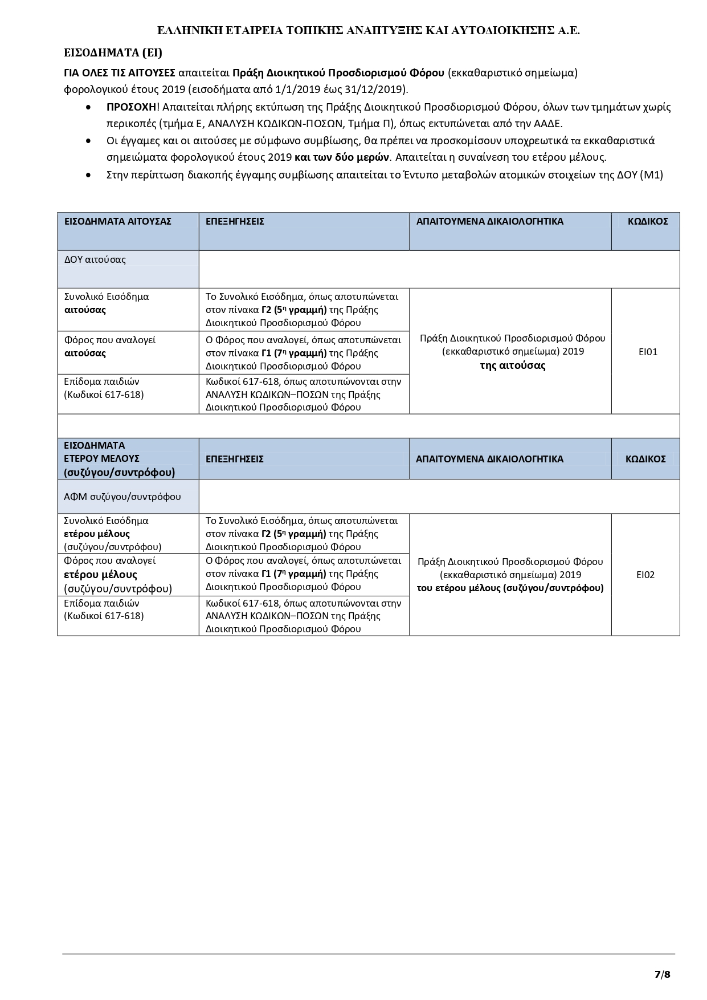 ΕΛΛΗΝΙΚΗ ΕΤΑΙΡΕΙΑ ΤΟΠΙΚΗΣ ΑΝΑΠΤΥΞΗΣ ΚΑΙ ΑΥΤΟΔΙΟΙΚΗΣΗΣ Α.Ε.
ΕΙΣΟΔΗΜΑΤΑ (ΕΙ)
ΓΙΑ ΟΛΕΣ ΤΙΣ ΑΙΤΟΥΣΕΣ απαιτείται Πράξη Διοικητικού Προσδιορισμού Φόρου (εκκαθαριστικό σημείωμα)
φορολογικού έτους 2019 (εισοδήματα από 1/1/2019 έως 31/12/2019).
• ΠΡΟΣΟΧΗ! Απαιτείται πλήρης εκτύπωση της Πράξης Διοικητικού Προσδιορισμού Φόρου, όλων των τμημάτων χωρίς
περικοπές (τμήμα Ε, ΑΝΑΛΥΣΗ ΚΩΔΙΚΩΝ-ΠΟΣΩΝ, Τμήμα Π), όπως εκτυπώνεται από την ΑΑΔΕ.
• Οι έγγαμες και οι αιτούσες με σύμφωνο συμβίωσης, θα πρέπει να προσκομίσουν υποχρεωτικά τα εκκαθαριστικά
σημειώματα φορολογικού έτους 2019 και των δύο μερών. Απαιτείται η συναίνεση του ετέρου μέλους.
• Στην περίπτωση διακοπής έγγαμης συμβίωσης απαιτείται το Έντυπο μεταβολών ατομικών στοιχείων της ΔΟΥ (Μ1)
ΕΙΣΟΔΗΜΑΤΑ ΑΙΤΟΥΣΑΣ
ΕΠΕΞΗΓΗΣΕΙΣ
ΑΠΑΙΤΟΥΜΕΝΑ ΔΙΚΑΙΟΛΟΓΗΤΙΚΑ
ΚΩΔΙΚΟΣ
ΔΟΥ αιτούσας
Συνολικό Εισόδημα
αιτούσας
Το Συνολικό Εισόδημα, όπως αποτυπώνεται
στον πίνακα Γ2 (5η γραμμή) της Πράξης
Διοικητικού Προσδιορισμού Φόρου
Φόρος που αναλογεί
αιτούσας
Ο Φόρος που αναλογεί, όπως αποτυπώνεται
στον πίνακα Γ1 (7η γραμμή) της Πράξης
Διοικητικού Προσδιορισμού Φόρου
Επίδομα παιδιών
(Κωδικοί 617-618)
Κωδικοί 617-618, όπως αποτυπώνονται στην
ΑΝΑΛΥΣΗ ΚΩΔΙΚΩΝ–ΠΟΣΩΝ της Πράξης
Διοικητικού Προσδιορισμού Φόρου
Πράξη Διοικητικού Προσδιορισμού Φόρου
(εκκαθαριστικό σημείωμα) 2019
της αιτούσας
ΕΙ01
ΕΙΣΟΔΗΜΑΤΑ
ΕΤΕΡΟΥ ΜΕΛΟΥΣ
(συζύγου/συντρόφου)
ΕΠΕΞΗΓΗΣΕΙΣ
ΑΠΑΙΤΟΥΜΕΝΑ ΔΙΚΑΙΟΛΟΓΗΤΙΚΑ
ΚΩΔΙΚΟΣ
ΑΦΜ συζύγου/συντρόφου
Συνολικό Εισόδημα
ετέρου μέλους
(συζύγου/συντρόφου)
Το Συνολικό Εισόδημα, όπως αποτυπώνεται
στον πίνακα Γ2 (5η γραμμή) της Πράξης
Διοικητικού Προσδιορισμού Φόρου
Φόρος που αναλογεί
ετέρου μέλους
(συζύγου/συντρόφου)
Ο Φόρος που αναλογεί, όπως αποτυπώνεται
στον πίνακα Γ1 (7η γραμμή) της Πράξης
Διοικητικού Προσδιορισμού Φόρου
Επίδομα παιδιών
(Κωδικοί 617-618)
Κωδικοί 617-618, όπως αποτυπώνονται στην
ΑΝΑΛΥΣΗ ΚΩΔΙΚΩΝ–ΠΟΣΩΝ της Πράξης
Διοικητικού Προσδιορισμού Φόρου
Πράξη Διοικητικού Προσδιορισμού Φόρου
(εκκαθαριστικό σημείωμα) 2019
του ετέρου μέλους (συζύγου/συντρόφου)
ΕΙ02
7/8